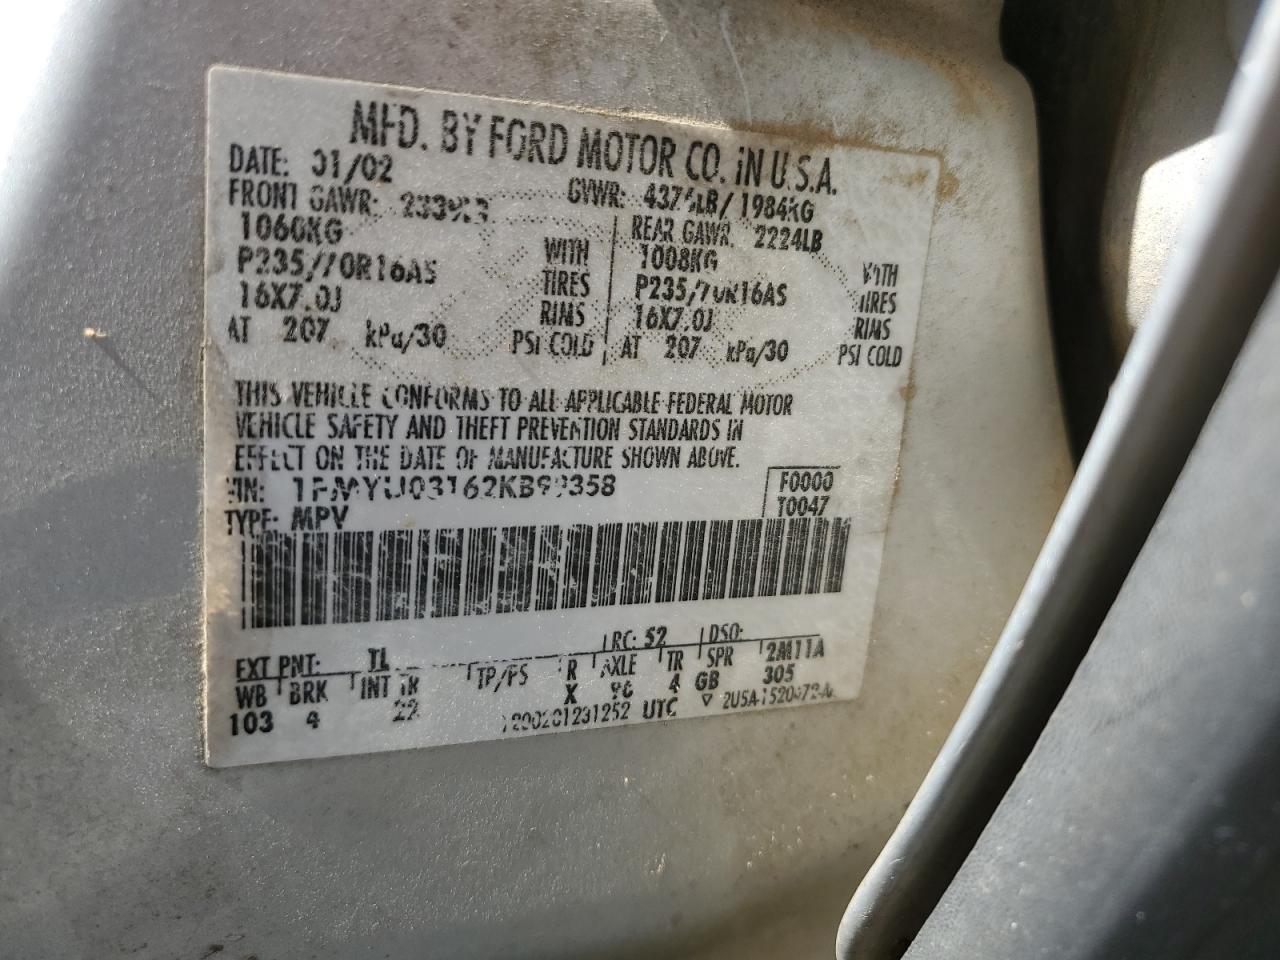 MFD. BY FORD MOTOR CO. IN U.S.A.
DATE: 01/02 GVWR: LB/1984KG
FRONT GAWR: REAR GAWR: 2224LB
1060KG WITH 1008KG WITH
P235/70R16AS TIRES P235/70R16AS TIRES
16X7.0J RIMS 16X7.0J RIMS
AT 207 kPa/30 PSI COLD AT 207 kPa/30 PSI COLD
THIS VEHICLE CONFORMS TO ALL APPLICABLE FEDERAL MOTOR
VEHICLE SAFETY AND THEFT PREVENTION STANDARDS IN
EFFECT ON THE DATE OF MANUFACTURE SHOWN ABOVE.
VIN: F0000
TYPE: MPV T0047
EXT PNT: TL RC: 52 DSO:
WB BRK INT TR TP/PS R AXLE TR SPR 2M11A
103 4 22 X 4 GB 305
UTC